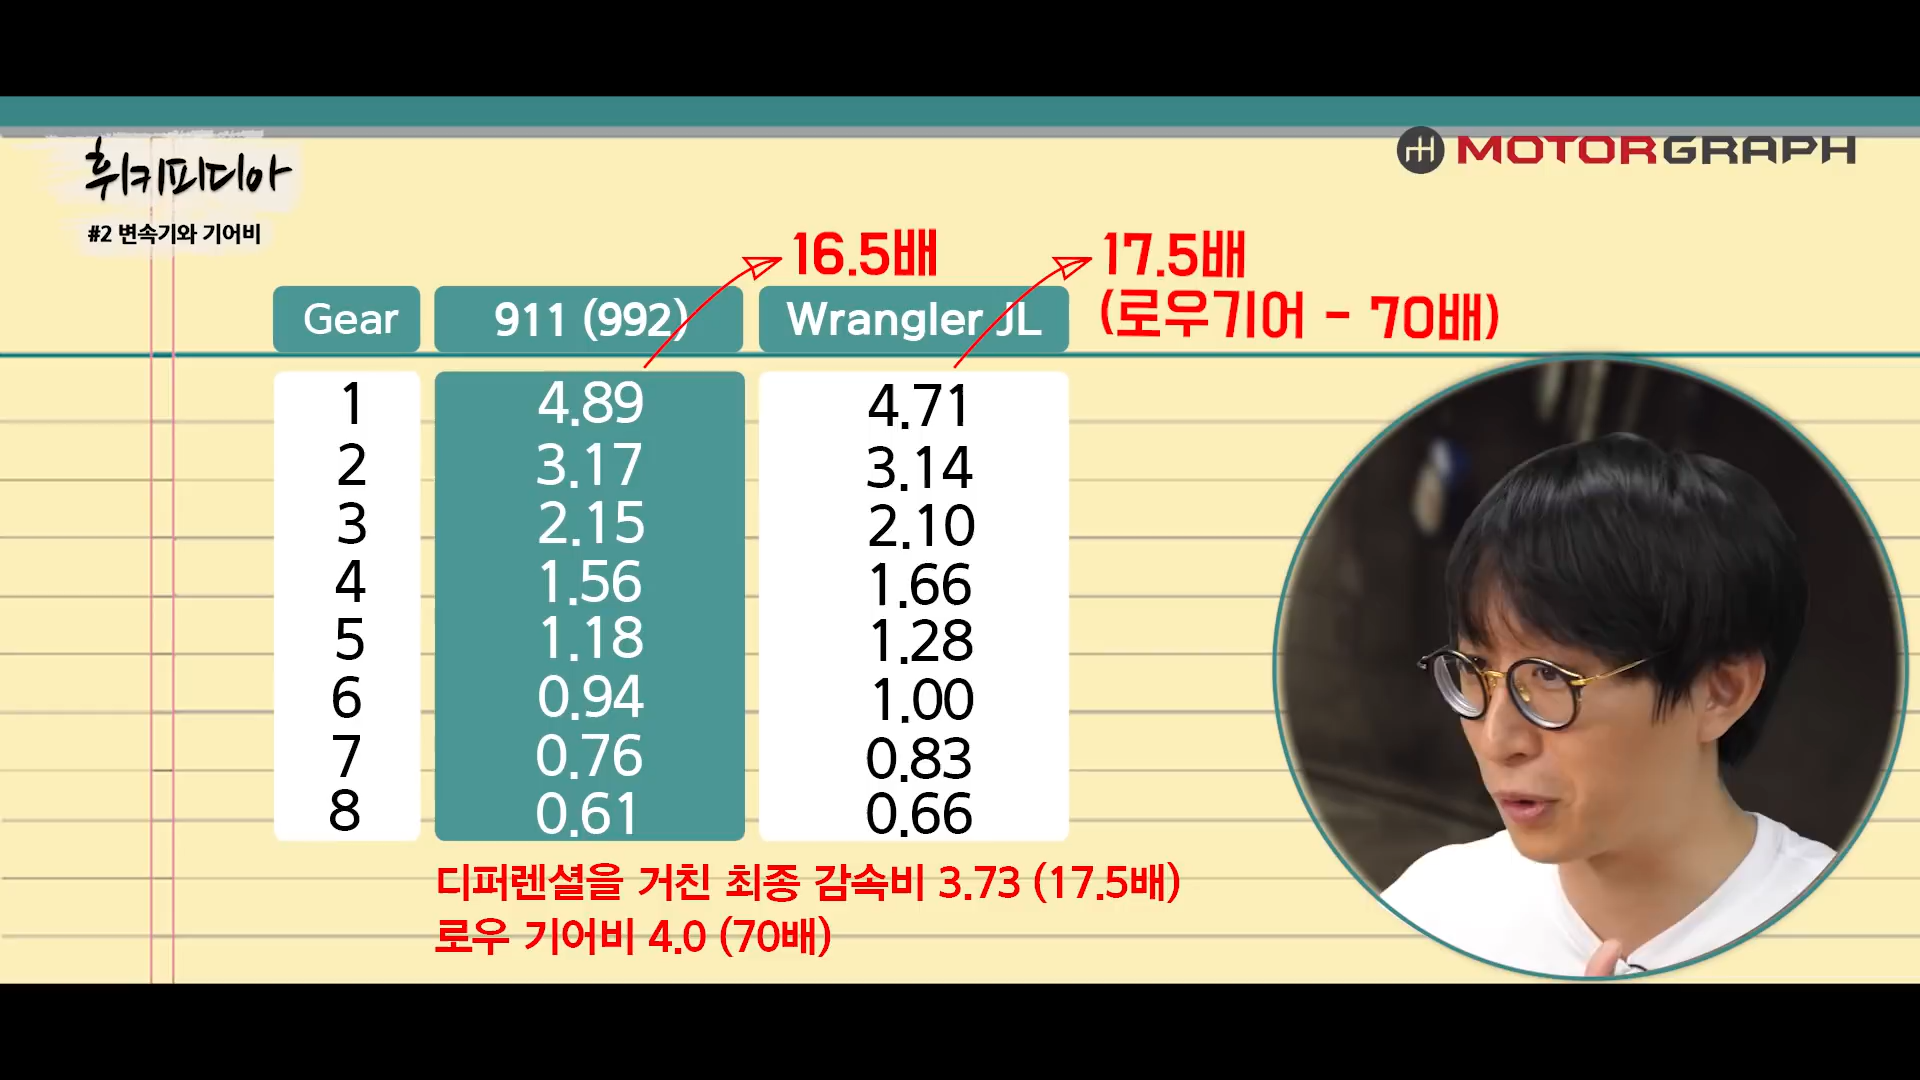 휘키피디아
#2 변속기와 기어비
MOTORGRAPH
16.5배
17.5배
(로우기어 - 70배)
Gear 911 (992) Wrangler JL
1 4.89 4.71
2 3.17 3.14
3 2.15 2.10
4 1.56 1.66
5 1.18 1.28
6 0.94 1.00
7 0.76 0.83
8 0.61 0.66
디퍼렌셜을 거친 최종 감속비 3.73 (17.5배)
로우 기어비 4.0 (70배)